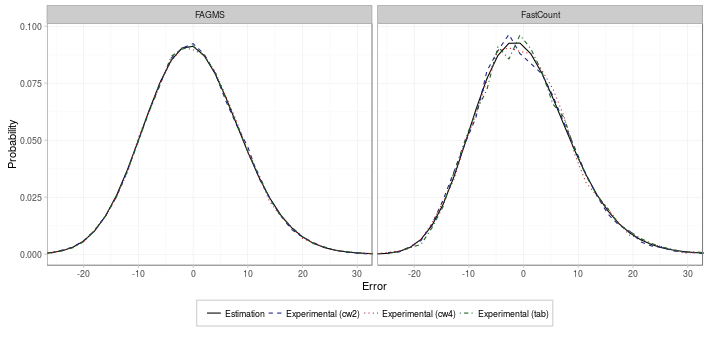 FAGMS
FastCount
0.100
0.075
0.050
0.025
0.000
Probability
-20 -10 0 10 20 30
-20 -10 0 10 20 30
Error
Estimation Experimental (cw2) Experimental (cw4) Experimental (tab)